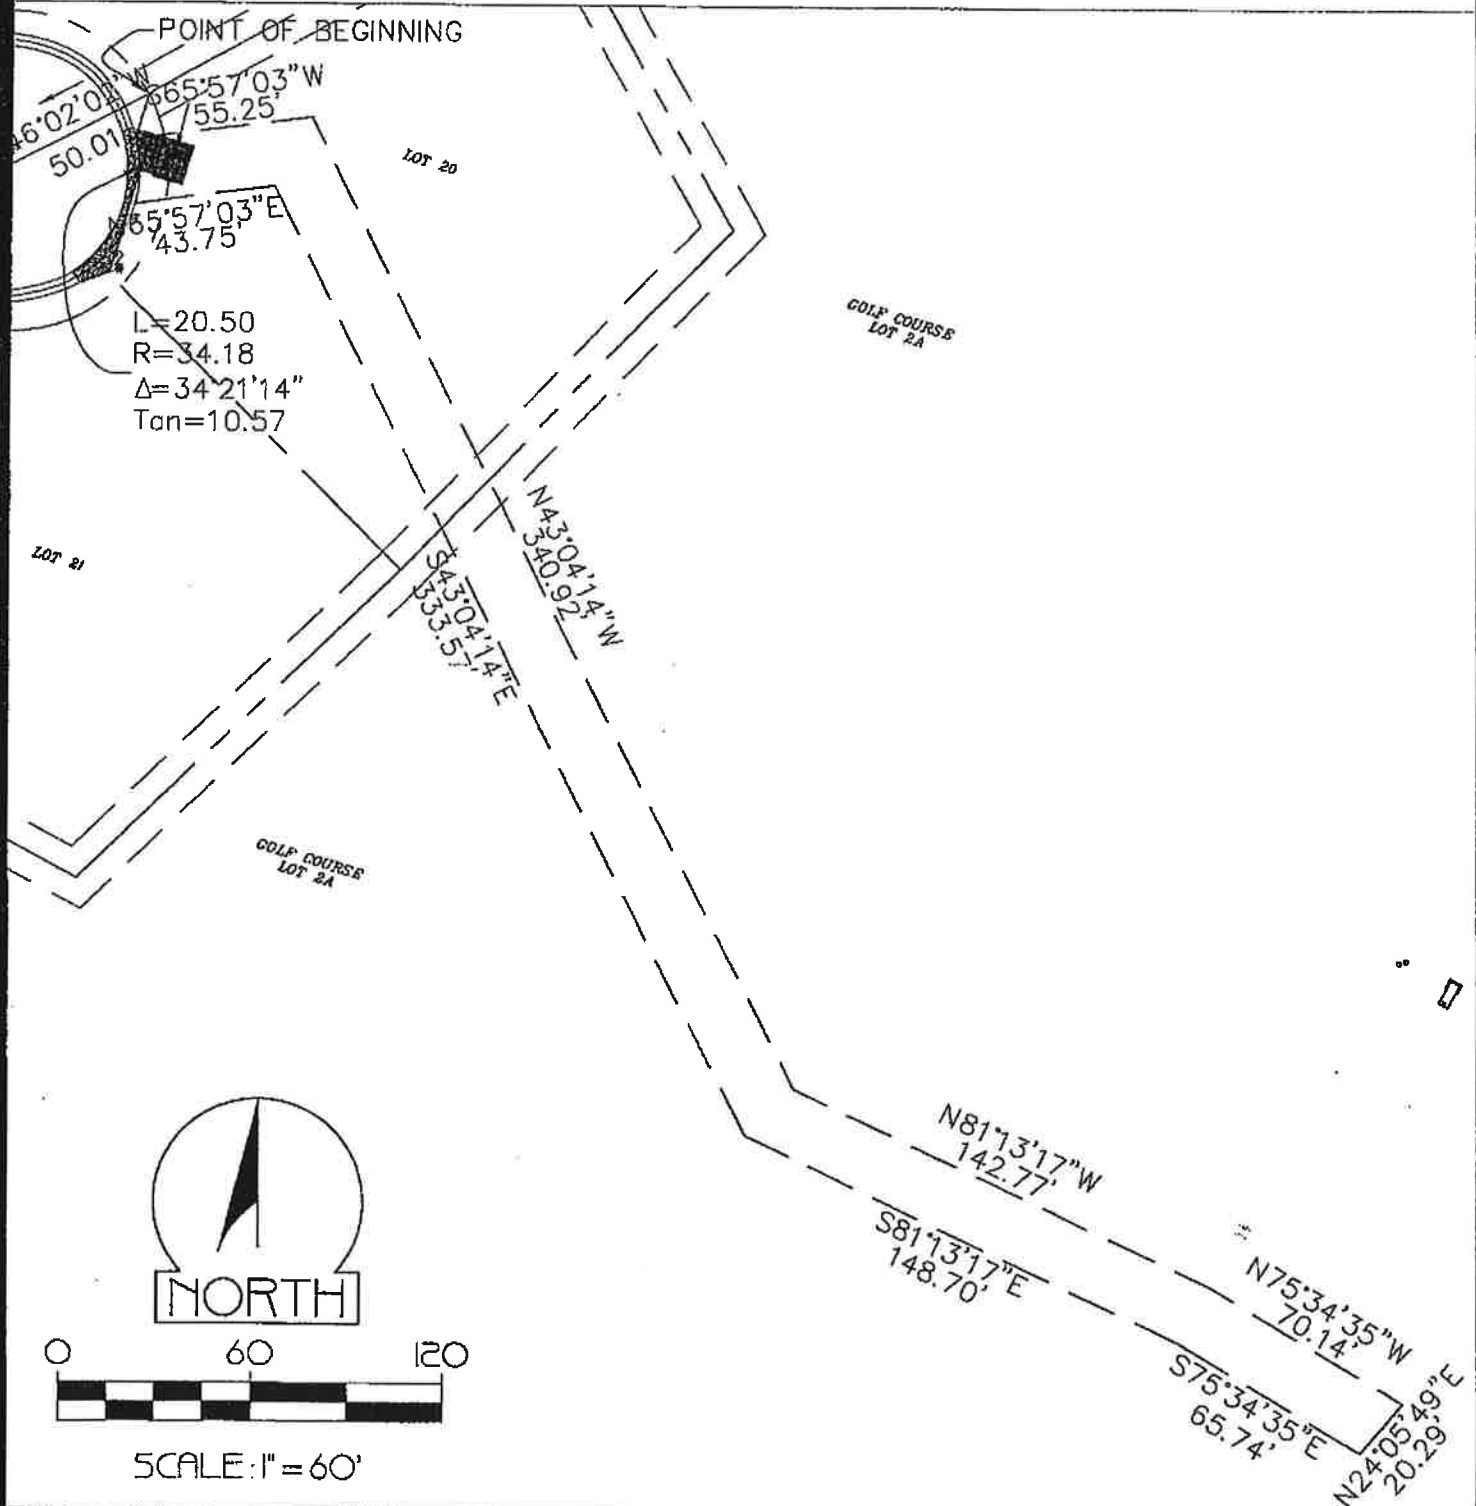 POINT OF BEGINNING
S65°57'03"W
55.25'
46°02'02"W
50.01
LOT 20
N65°57'03"E
43.75'
L=20.50
R=34.18
Δ=34°21'14"
Tan=10.57
GOLF COURSE
LOT 2A
LOT 21
N43°04'14"W
340.92'
S43°04'14"E
333.57'
GOLF COURSE
LOT 2A
N81°13'17"W
142.77'
S81°13'17"E
148.70'
N75°34'35"W
70.14'
S75°34'35"E
65.74'
N24°05'49"E
20.29'
NORTH
0 60 120
SCALE: 1" = 60'